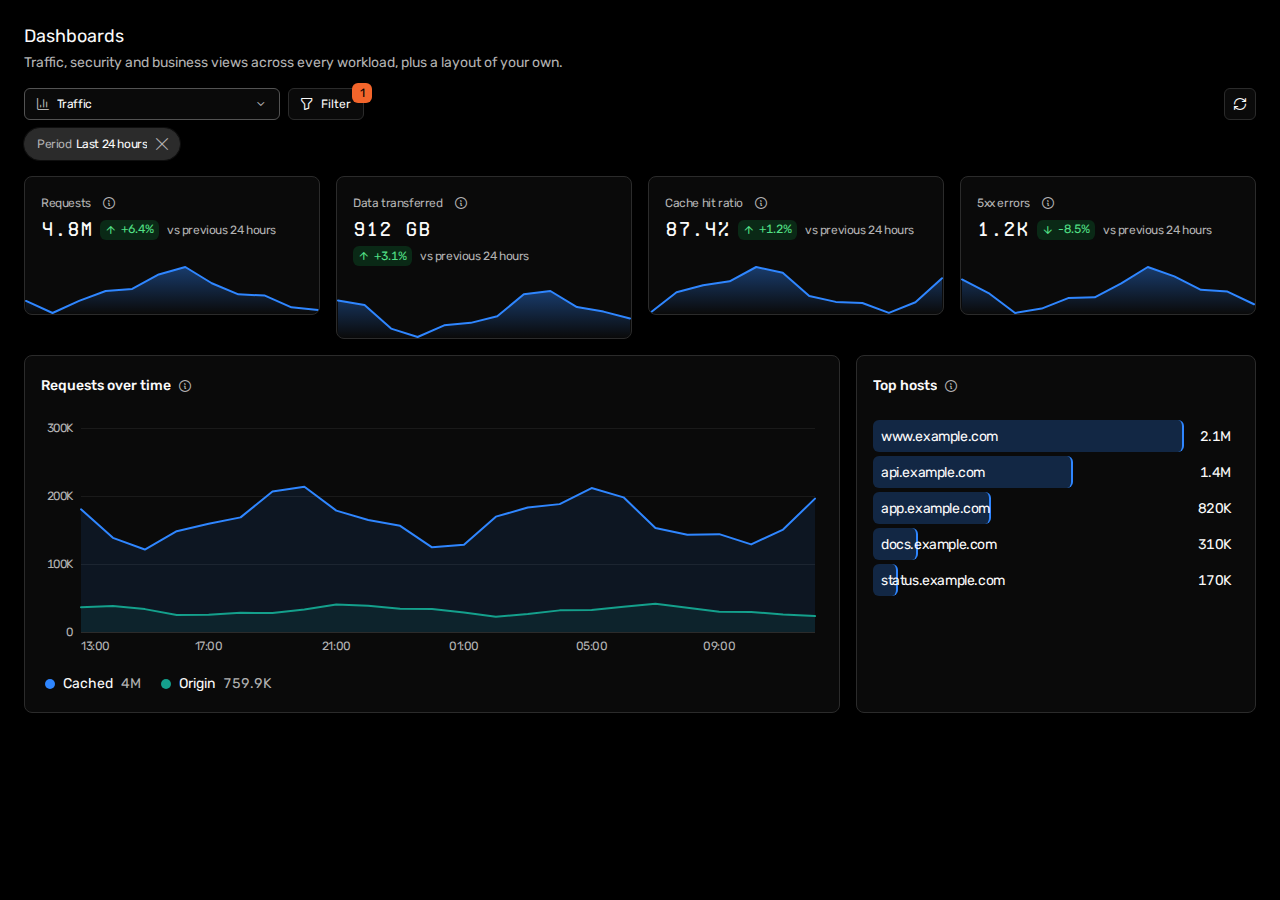 Dashboards
Traffic, security and business views across every workload, plus a layout of your own.
Traffic
Filter
1
Period Last 24 hours
Requests
4.8M +6.4% vs previous 24 hours
Data transferred
912 GB
+3.1% vs previous 24 hours
Cache hit ratio
87.4% +1.2% vs previous 24 hours
5xx errors
1.2K -8.5% vs previous 24 hours
Requests over time
300K
200K
100K
0
13:00 17:00 21:00 01:00 05:00 09:00
Cached 4M Origin 759.9K
Top hosts
www.example.com 2.1M
api.example.com 1.4M
app.example.com 820K
docs.example.com 310K
status.example.com 170K